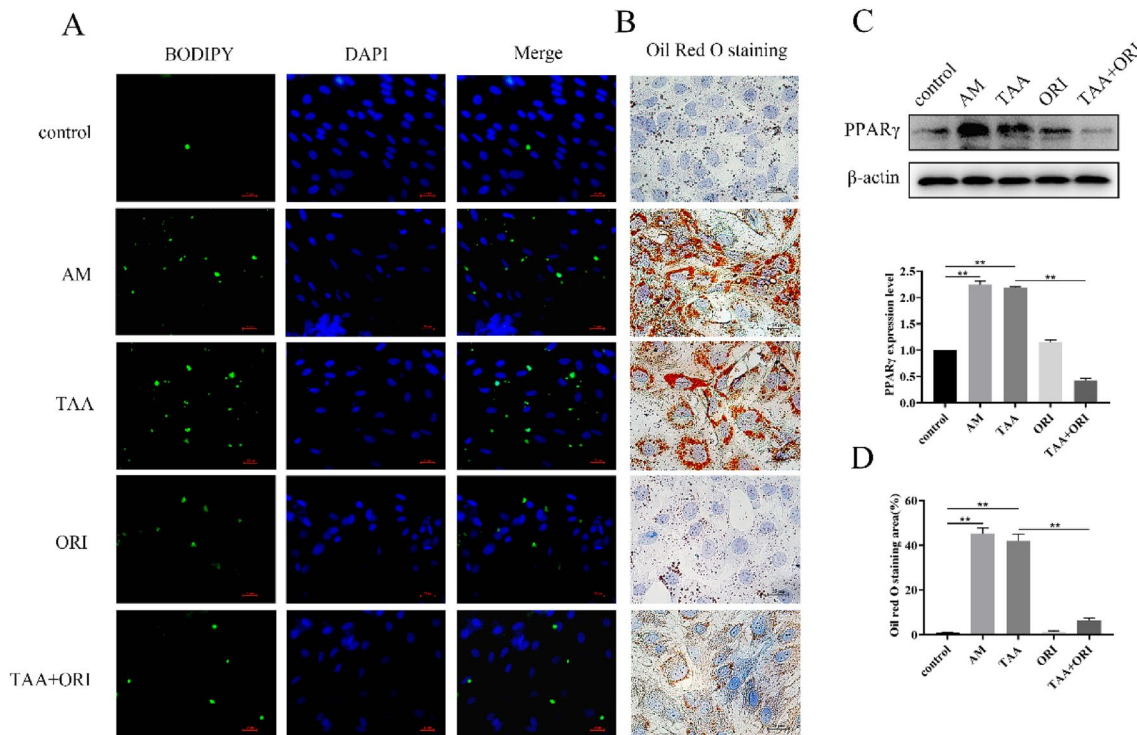 A
BODIPY
DAPI
Merge
control
AM
TAA
ORI
TAA+ORI
B
Oil Red O staining
C
control
AM
TAA
ORI
TAA+ORI
PPARγ
β-actin
PPARγ expression level
2.5
2.0
1.5
1.0
0.5
0.0
**
**
**
control
AM
TAA
ORI
TAA+ORI
D
Oil red O staining area(%)
60
40
20
0
**
**
**
control
AM
TAA
ORI
TAA+ORI